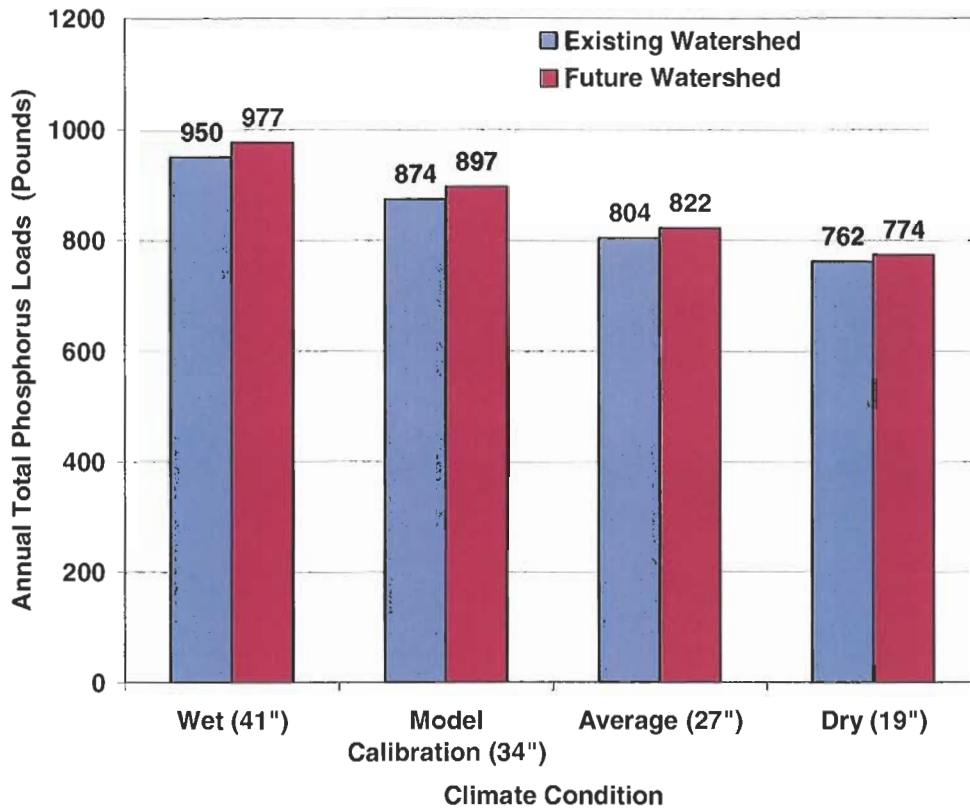 Annual Total Phosphorus Loads (Pounds)
1200
1000
800
600
400
200
0
Existing Watershed
Future Watershed
950
977
874
897
804
822
762
774
Wet (41")
Model
Calibration (34")
Average (27")
Dry (19")
Climate Condition